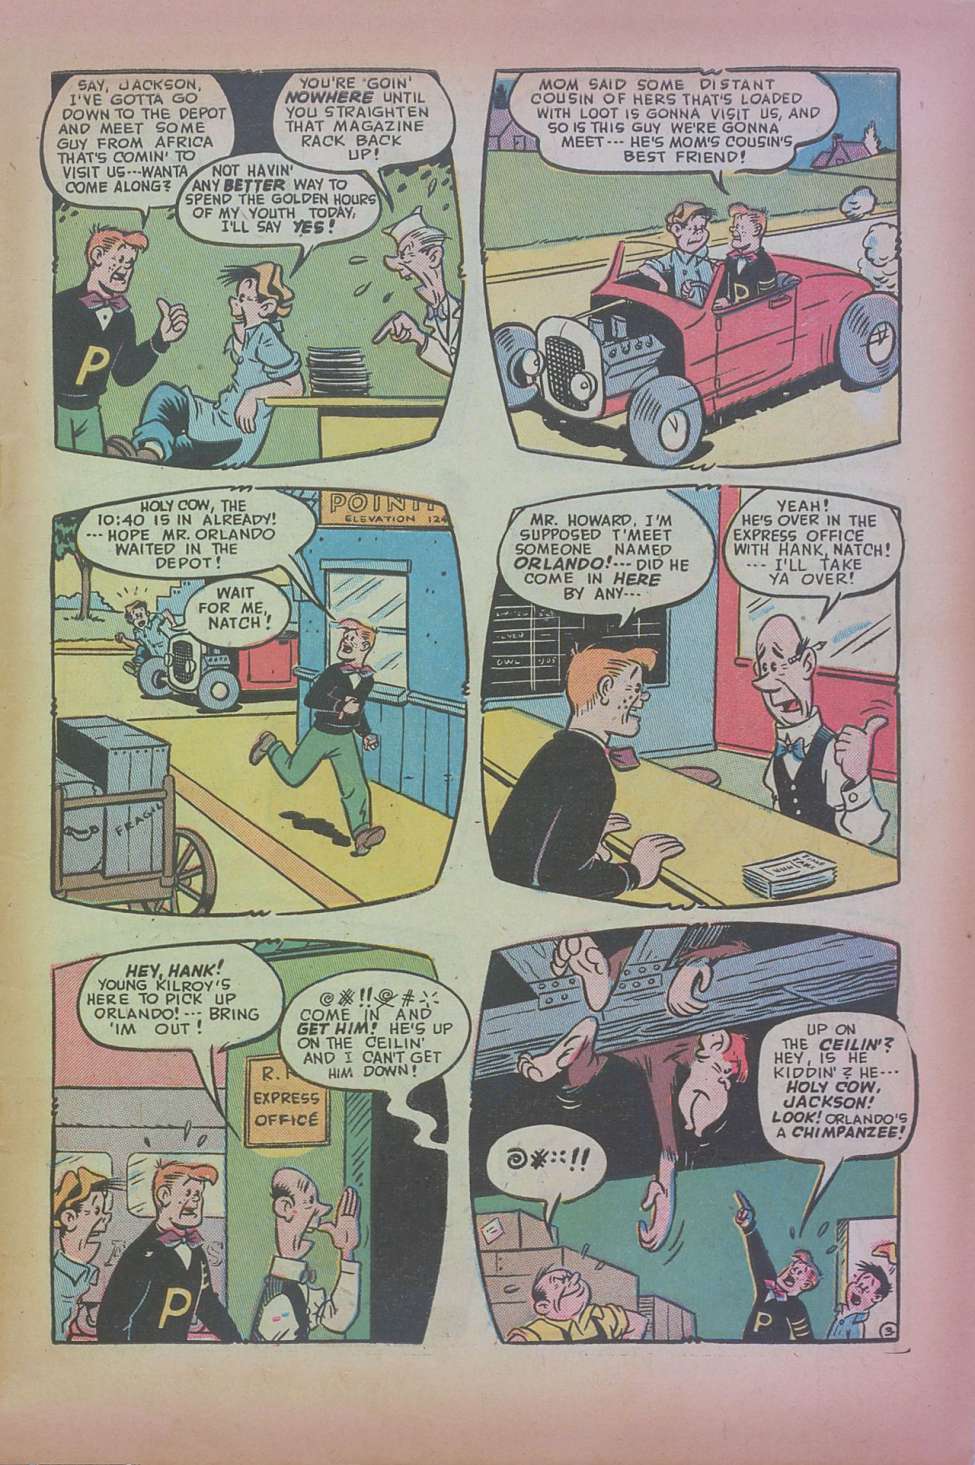 SAY, JACKSON,
I'VE GOTTA GO
DOWN TO THE DEPOT
AND MEET SOME
GUY FROM AFRICA
THAT'S COMIN' TO
VISIT US---WANTA
COME ALONG?
YOU'RE 'GOIN'
NOWHERE UNTIL
YOU STRAIGHTEN
THAT MAGAZINE
RACK BACK
UP!
NOT HAVIN'
ANY BETTER WAY TO
SPEND THE GOLDEN HOURS
OF MY YOUTH TODAY,
I'LL SAY YES!
P
MOM SAID SOME DISTANT
COUSIN OF HERS THAT'S LOADED
WITH LOOT IS GONNA VISIT US, AND
SO IS THIS GUY WE'RE GONNA
MEET--- HE'S MOM'S COUSIN'S
BEST FRIEND!
P
HOLY COW, THE
10:40 IS IN ALREADY!
---HOPE MR. ORLANDO
WAITED IN THE
DEPOT!
WAIT
FOR ME,
NATCH!
POINT
ELEVATION 124
FRAGIL
MR. HOWARD, I'M
SUPPOSED T'MEET
SOMEONE NAMED
ORLANDO!--- DID HE
COME IN HERE
BY ANY---
YEAH!
HE'S OVER IN THE
EXPRESS OFFICE
WITH HANK, NATCH!
--- I'LL TAKE
YA OVER!
OWL 405
TIME
HEY, HANK!
YOUNG KILROY'S
HERE TO PICK UP
ORLANDO!--- BRING
'IM OUT!
@*!!@#
COME IN AND
GET HIM! HE'S UP
ON THE CEILIN'
AND I CAN'T GET
HIM DOWN!
R.R.
EXPRESS
OFFICE
P
@*::!!
UP ON
THE CEILIN'?
HEY, IS HE
KIDDIN'? HE---
HOLY COW,
JACKSON!
LOOK! ORLANDO'S
A CHIMPANZEE!
P
3